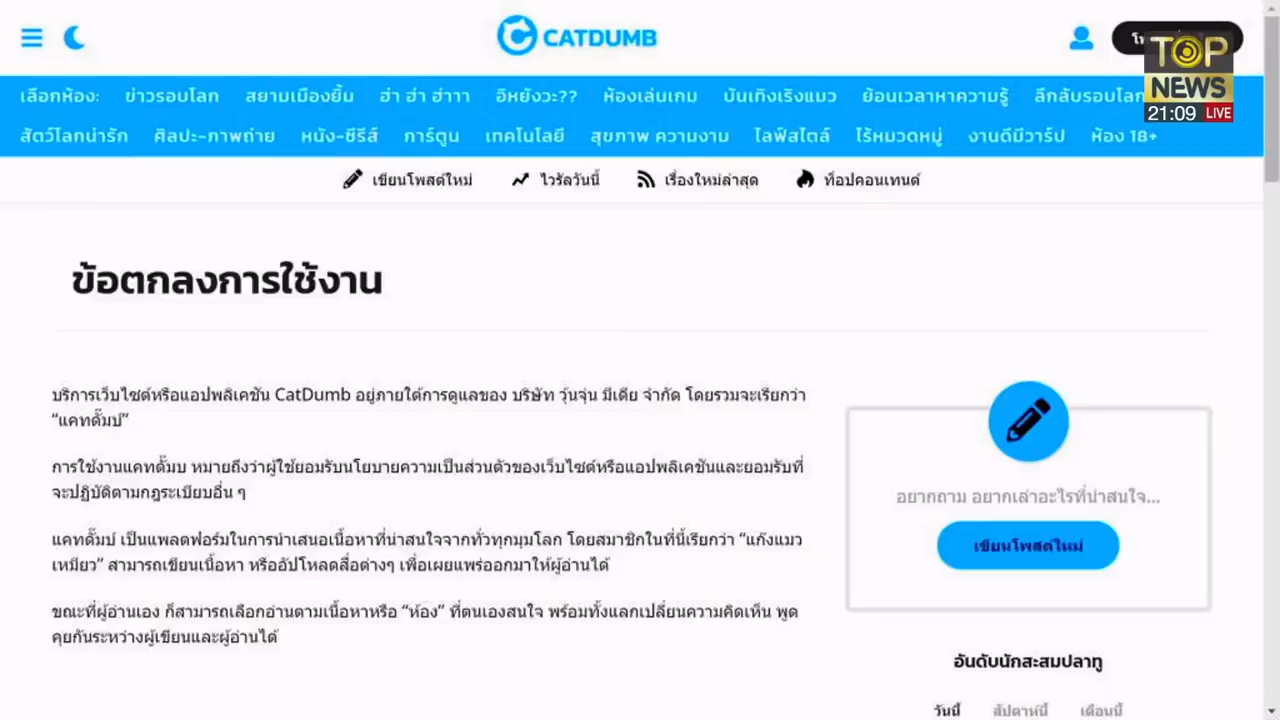 CATDUMB
TOP
NEWS
21:09 LIVE
เลือกห้อง: ข่าวรอบโลก สยามเมืองยิ้ม ฮ่า ฮ่า ฮ่าาา อิหยังวะ?? ห้องเล่นเกม บันเทิงเริงแมว ย้อนเวลาหาความรู้ ลึกลับรอบโลก
สัตว์โลกน่ารัก ศิลปะ-ภาพถ่าย หนัง-ซีรีส์ การ์ตูน เทคโนโลยี สุขภาพ ความงาม ไลฟ์สไตล์ ไร้หมวดหมู่ งานดีมีวาร์ป ห้อง 18+
เขียนโพสต์ใหม่ ไวรัลวันนี้ เรื่องใหม่ล่าสุด ท็อปคอนเทนต์
ข้อตกลงการใช้งาน
บริการเว็บไซต์หรือแอปพลิเคชัน CatDumb อยู่ภายใต้การดูแลของ บริษัท วุ้นจุ่น มีเดีย จำกัด โดยรวมจะเรียกว่า
“แคทดั๊มบ์”
การใช้งานแคทดั๊มบ หมายถึงว่าผู้ใช้ยอมรับนโยบายความเป็นส่วนตัวของเว็บไซต์หรือแอปพลิเคชันและยอมรับที่
จะปฏิบัติตามกฎระเบียบอื่น ๆ
แคทดั๊มบ์ เป็นแพลตฟอร์มในการนำเสนอเนื้อหาที่น่าสนใจจากทั่วทุกมุมโลก โดยสมาชิกในที่นี้เรียกว่า “แก๊งแมว
เหมียว” สามารถเขียนเนื้อหา หรืออัปโหลดสื่อต่างๆ เพื่อเผยแพร่ออกมาให้ผู้อ่านได้
ขณะที่ผู้อ่านเอง ก็สามารถเลือกอ่านตามเนื้อหาหรือ “ห้อง” ที่ตนเองสนใจ พร้อมทั้งแลกเปลี่ยนความคิดเห็น พูด
คุยกันระหว่างผู้เขียนและผู้อ่านได้
อยากถาม อยากเล่าอะไรที่น่าสนใจ...
เขียนโพสต์ใหม่
อันดับนักสะสมปลาทู
วันนี้ สัปดาห์นี้ เดือนนี้